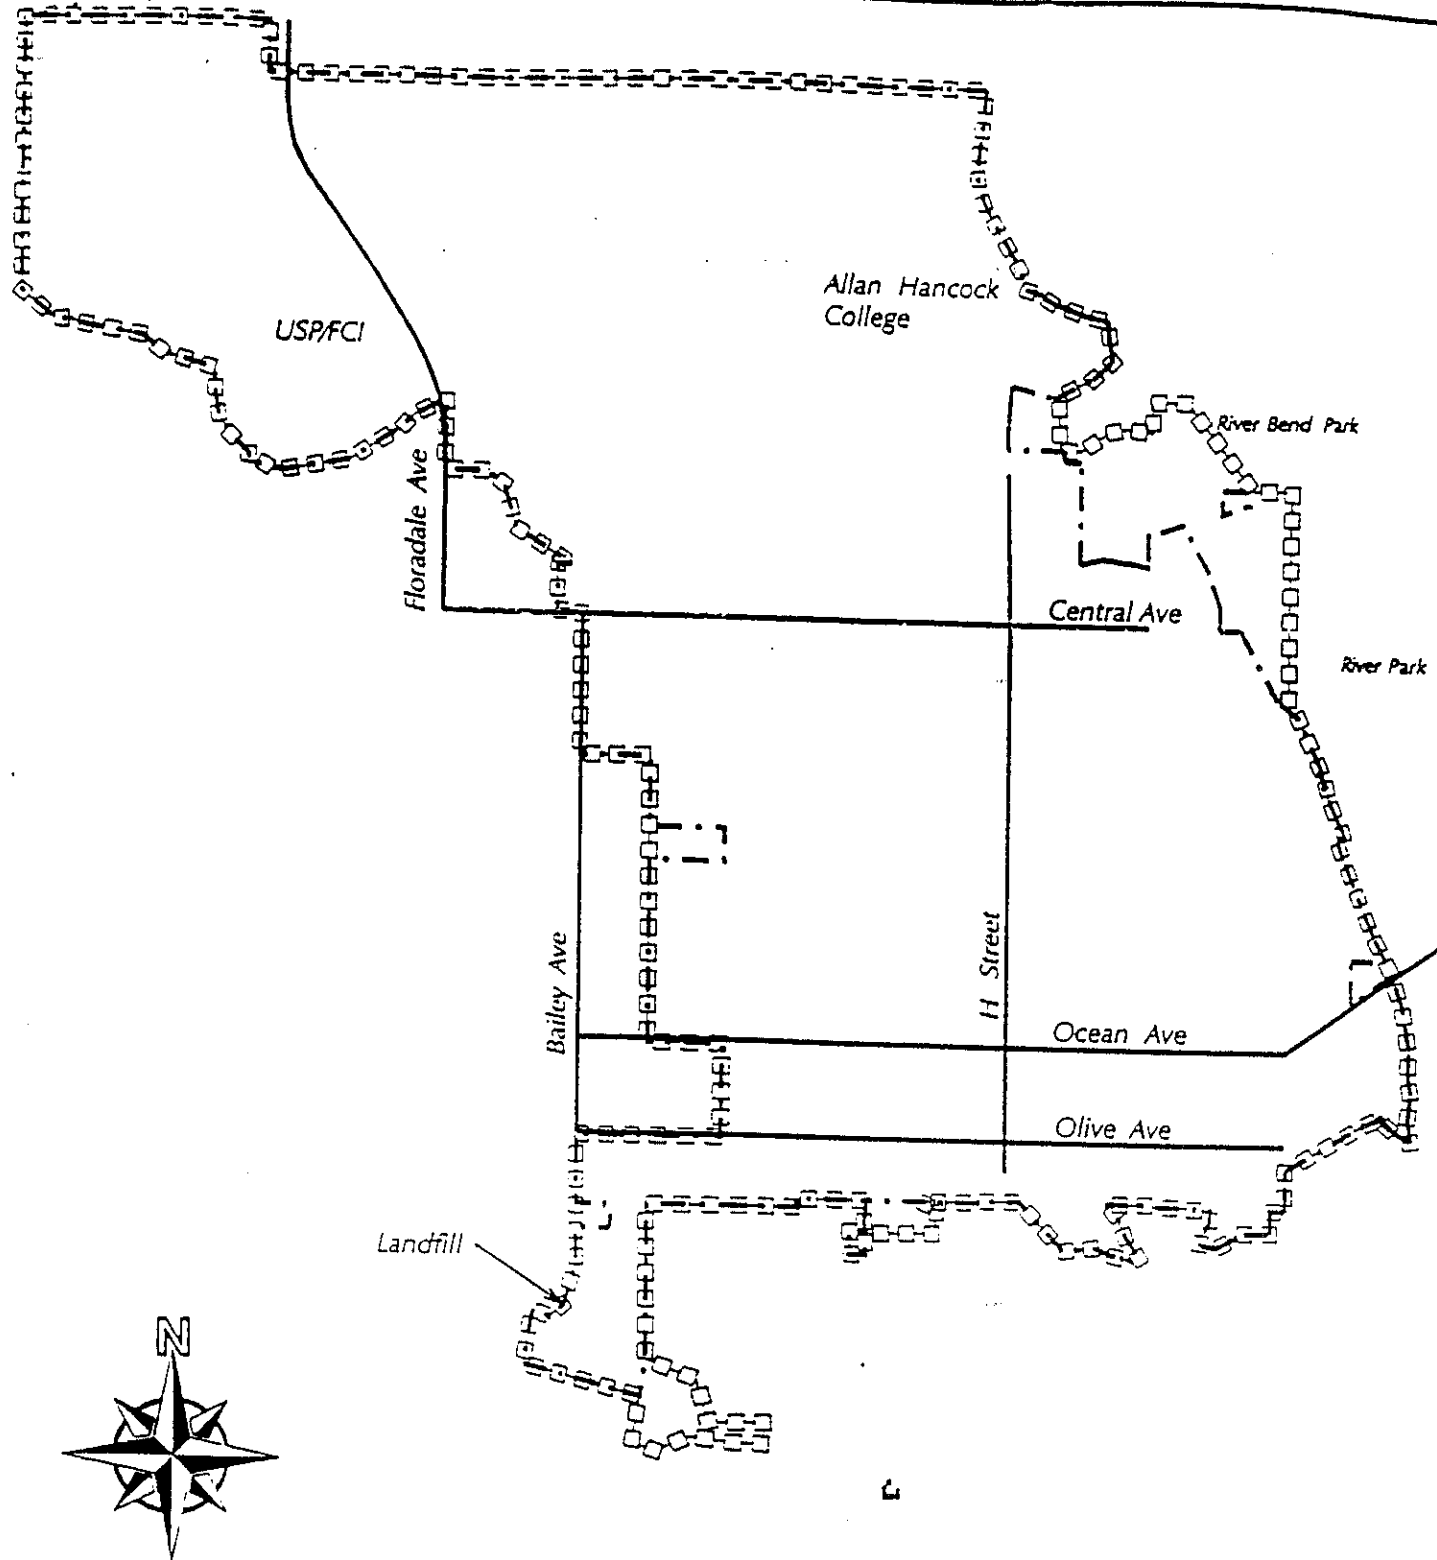 Allan Hancock
College
USP/FCI
River Bend Park
Floradale Ave
Central Ave
River Park
H Street
Bailey Ave
Ocean Ave
Olive Ave
Landfill
N